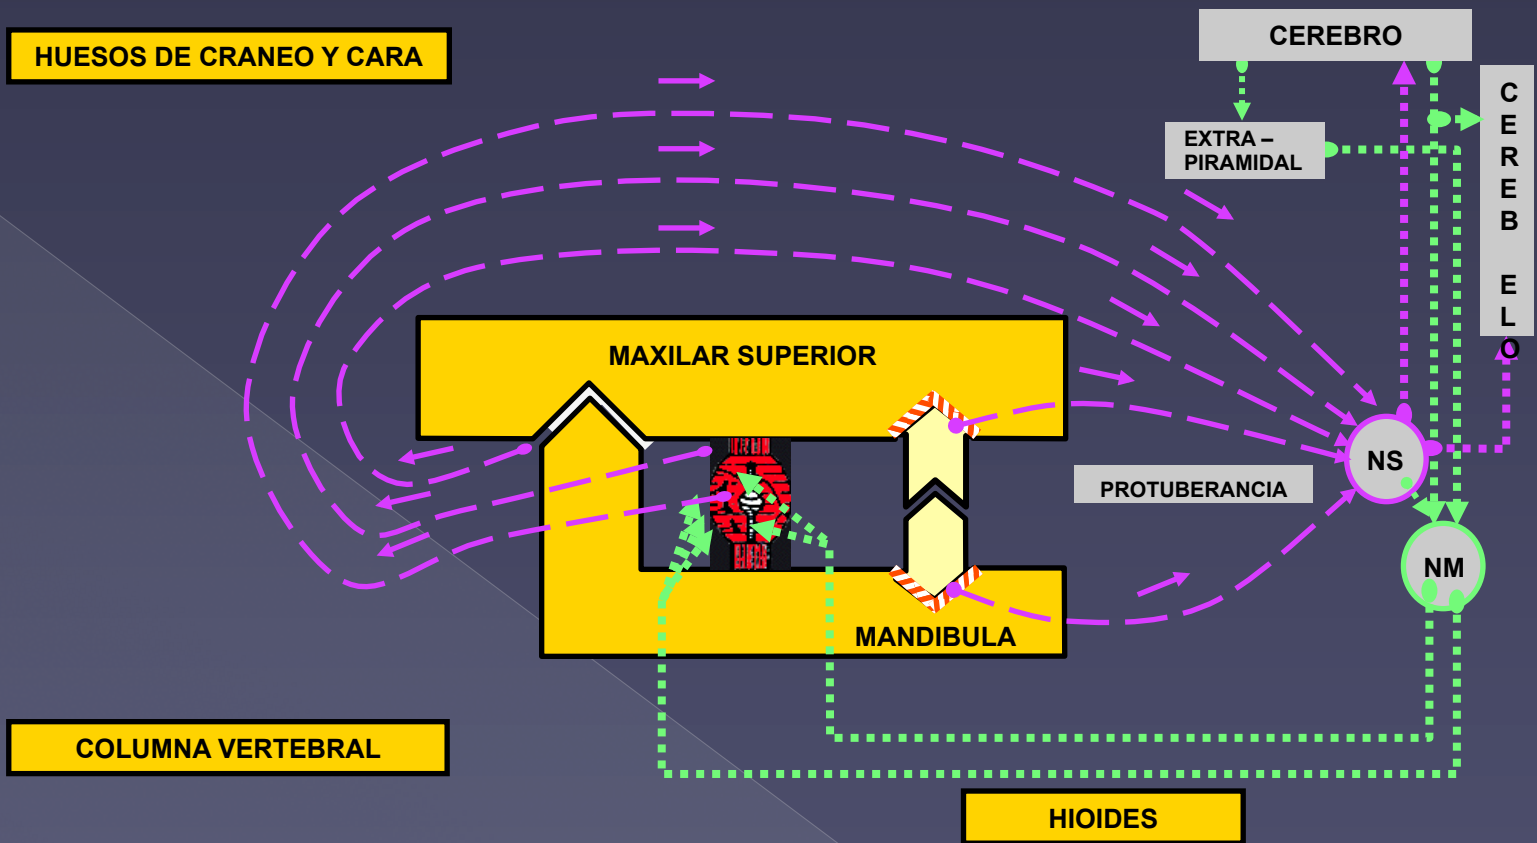 CEREBRO
HUESOS DE CRANEO Y CARA
C
E
R
E
B
E
L
O
EXTRA –
PIRAMIDAL
MAXILAR SUPERIOR
NS
PROTUBERANCIA
NM
MANDIBULA
COLUMNA VERTEBRAL
HIOIDES